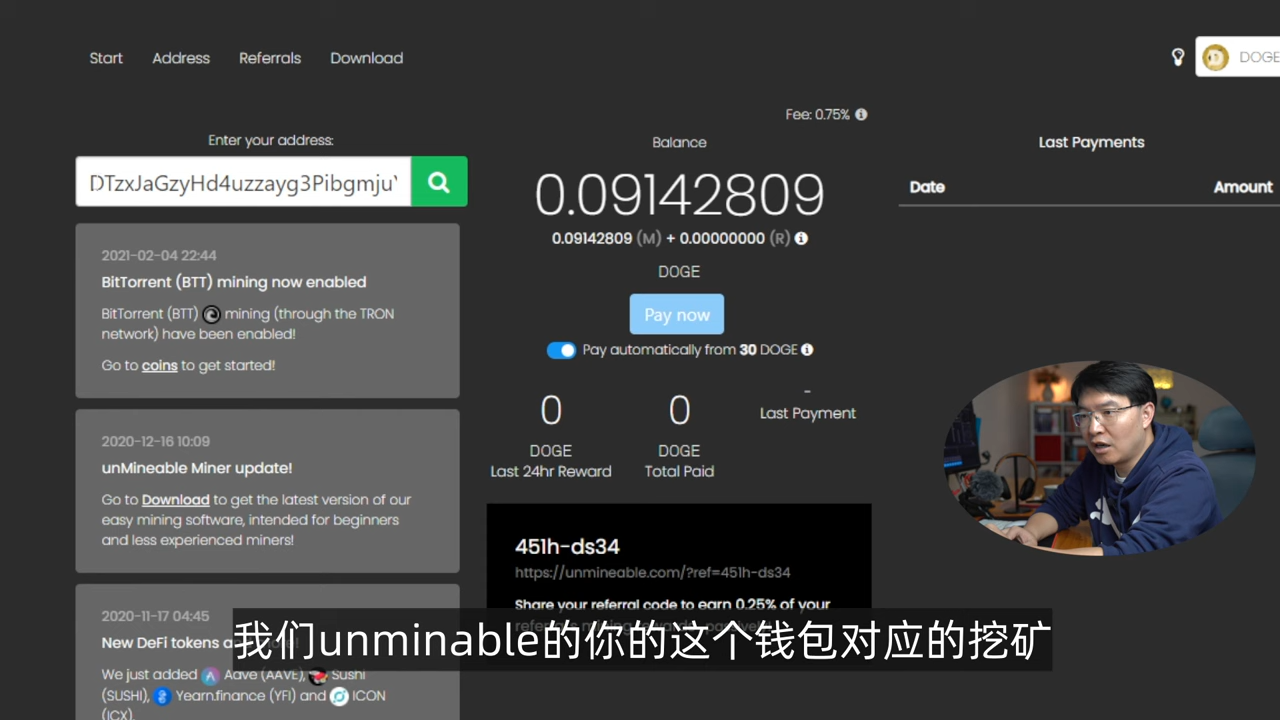 Start
Address
Referrals
Download
DOGE
Enter your address:
DTzxJaGzyHd4uzzayg3Pibgmju
2021-02-04 22:44
BitTorrent (BTT) mining now enabled
BitTorrent (BTT) mining (through the TRON
network) have been enabled!
Go to coins to get started!
2020-12-16 10:09
unMineable Miner update!
Go to Download to get the latest version of our
easy mining software, intended for beginners
and less experienced miners!
2020-11-17 04:45
New DeFi tokens
We just added Aave (AAVE), Sushi
(SUSHI), Yearn.finance (YFI) and ICON
(ICX).
Fee: 0.75%
Balance
0.09142809
0.09142809 (M) + 0.00000000 (R)
DOGE
Pay now
Pay automatically from 30 DOGE
0
DOGE
Last 24hr Reward
0
DOGE
Total Paid
-
Last Payment
451h-ds34
https://unmineable.com/?ref=451h-ds34
Share your referral code to earn 0.25% of your
Last Payments
Date
Amount
我们unminable的你的这个钱包对应的挖矿